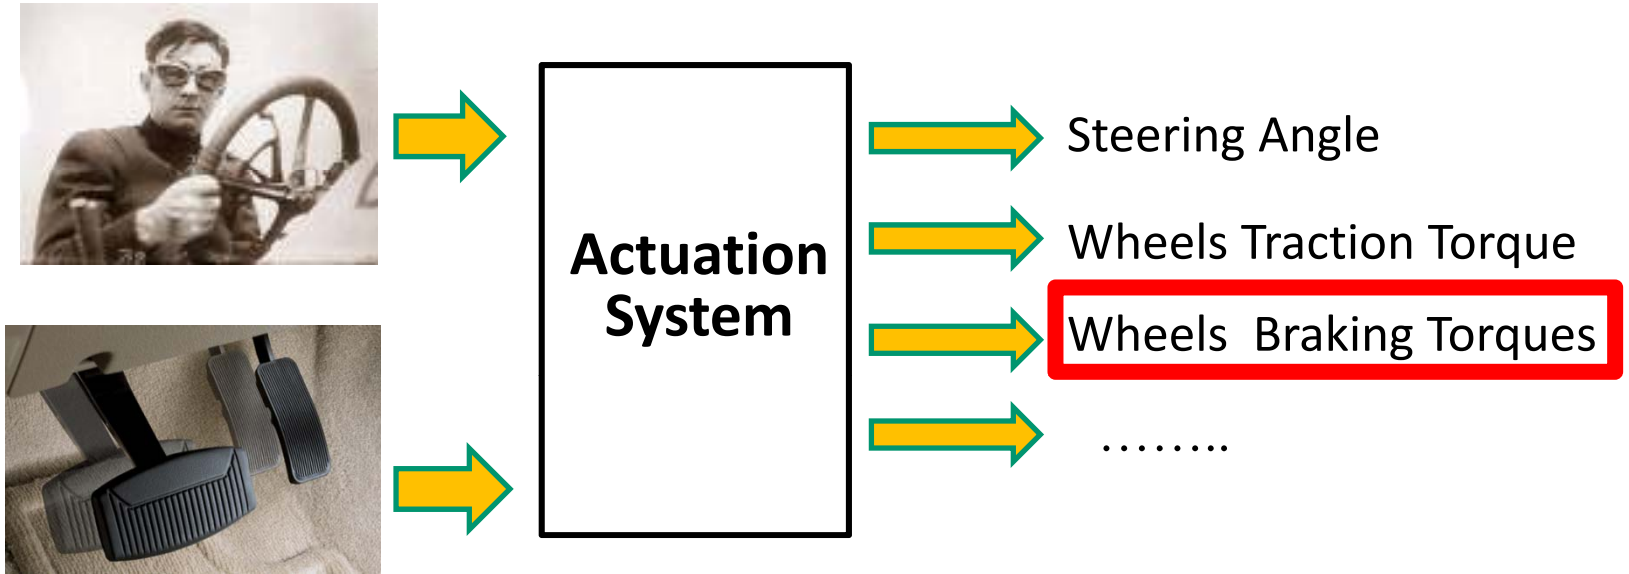 Steering Angle
Wheels Traction Torque
Actuation
System
Wheels  Braking Torques
……..